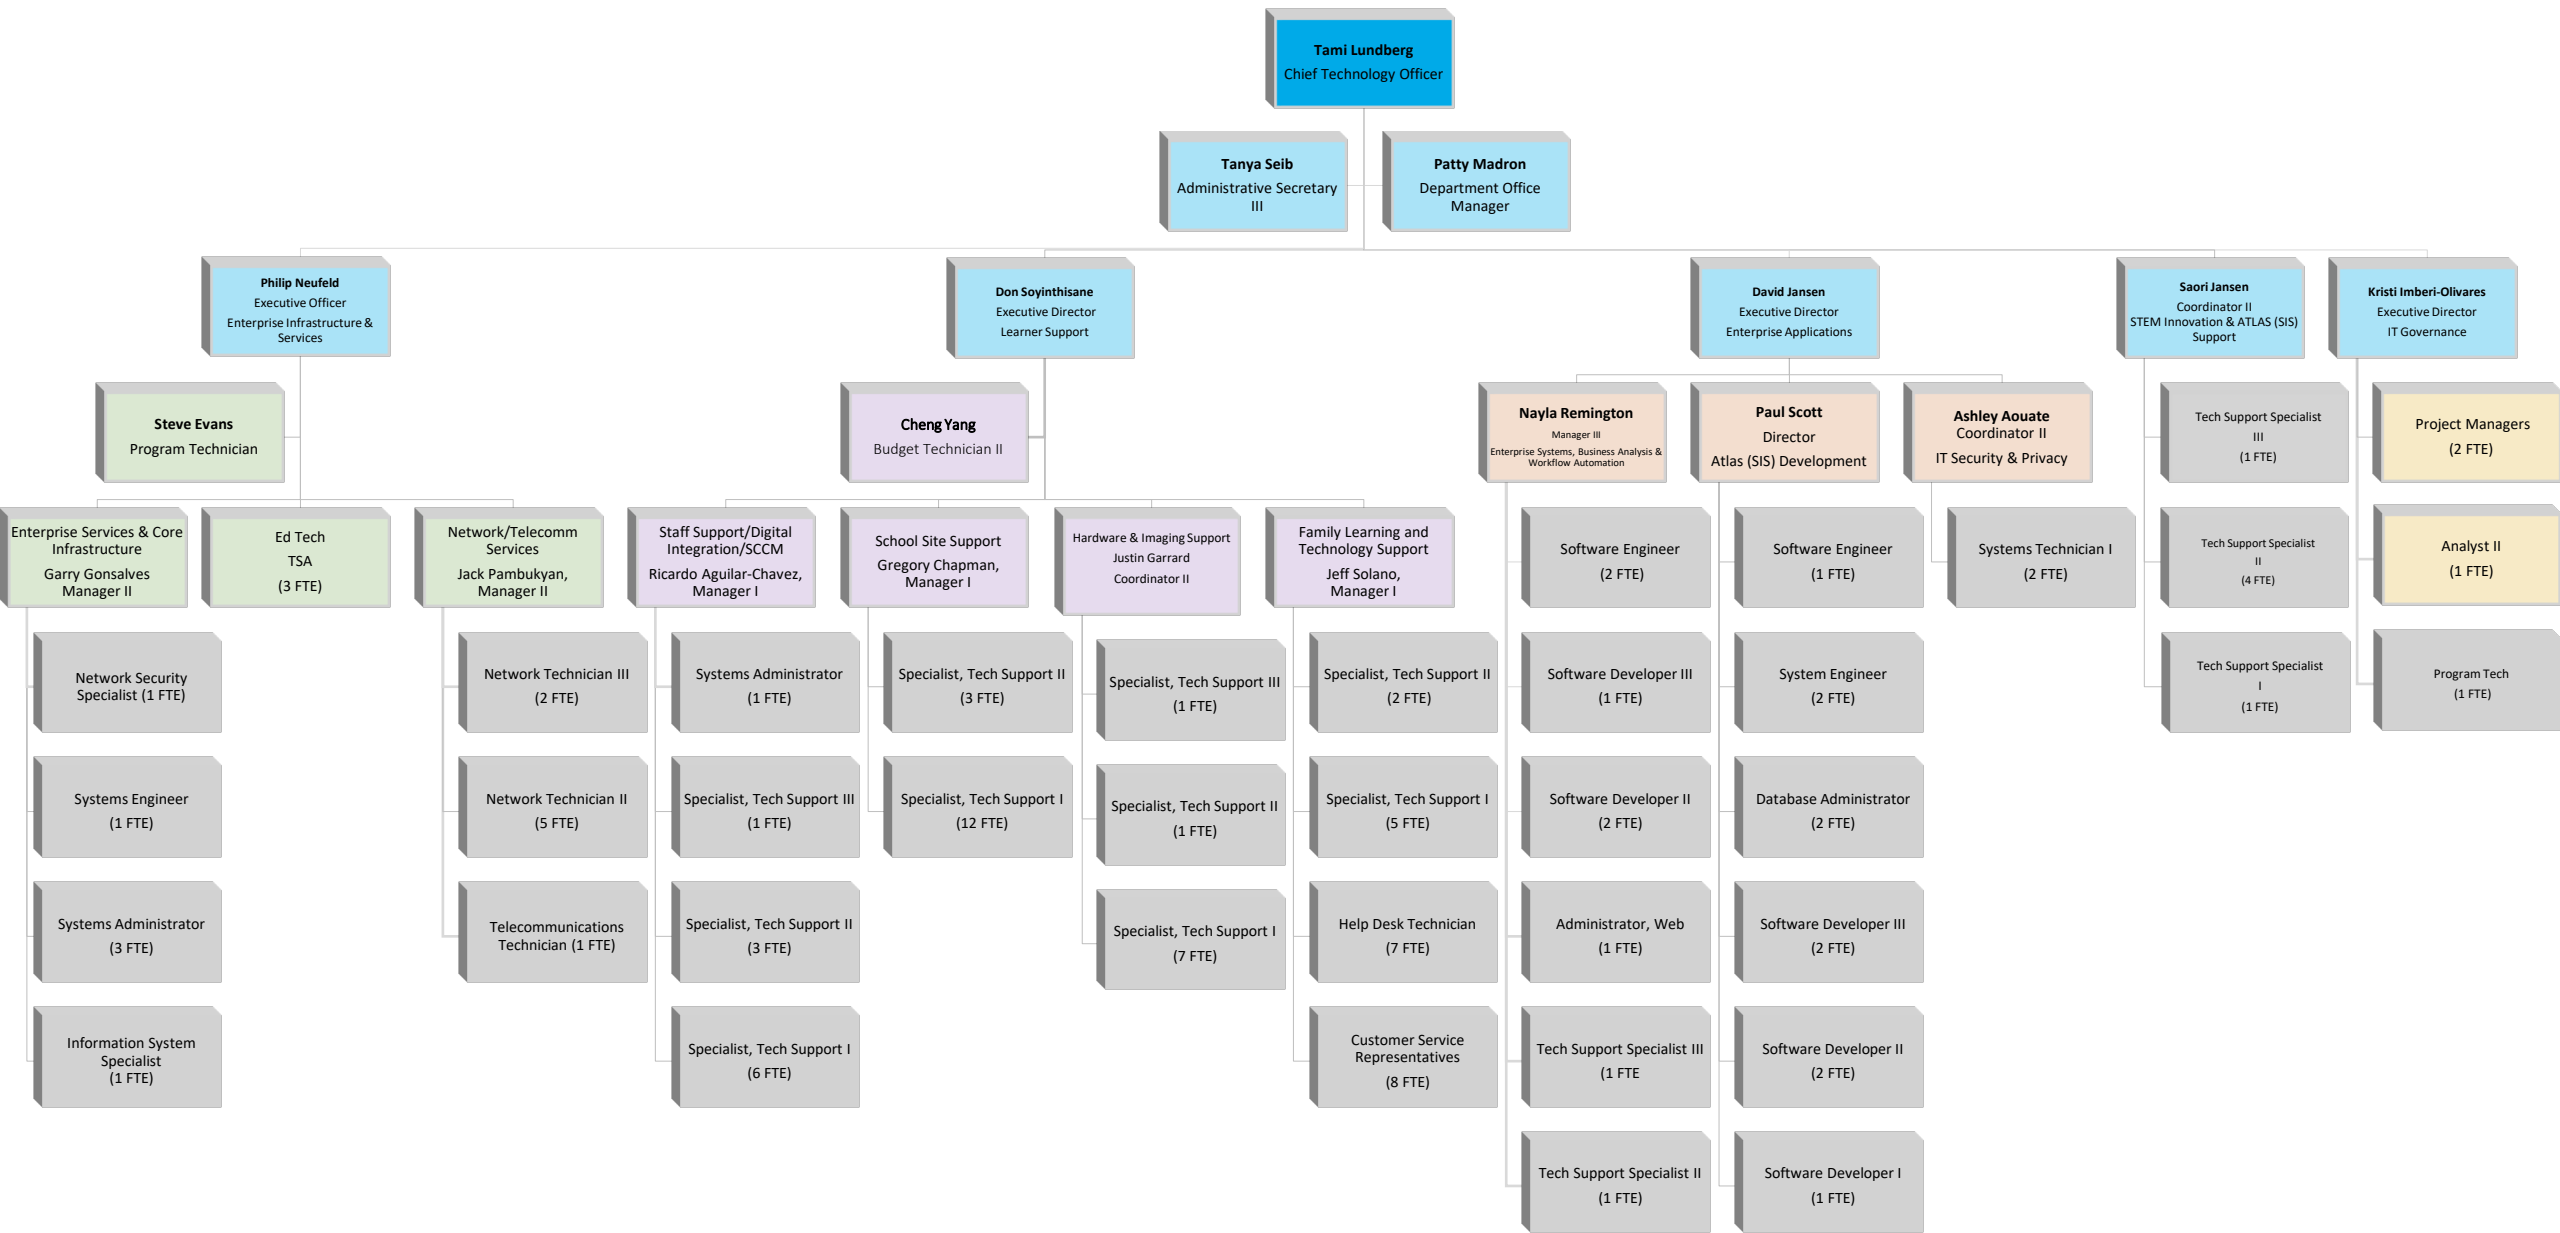 Tami Lundberg
Chief Technology Officer
Tanya Seib
Administrative Secretary
III
Patty Madron
Department Office
Manager
Philip Neufeld
Executive Officer
Enterprise Infrastructure &
Services
Don Soyinthisane
Executive Director
Learner Support
David Jansen
Executive Director
Enterprise Applications
Saori Jansen
Coordinator II
STEM Innovation & ATLAS (SIS)
Support
Kristi Imberi-Olivares
Executive Director
IT Governance
Steve Evans
Program Technician
Cheng Yang
Budget Technician II
Nayla Remington
Manager III
Enterprise Systems, Business Analysis &
Workflow Automation
Paul Scott
Director
Atlas (SIS) Development
Ashley Aouate
Coordinator II
IT Security & Privacy
Tech Support Specialist
III
(1 FTE)
Project Managers
(2 FTE)
Enterprise Services & Core
Infrastructure
Garry Gonsalves
Manager II
Ed Tech
TSA
(3 FTE)
Network/Telecomm
Services
Jack Pambukyan,
Manager II
Staff Support/Digital
Integration/SCCM
Ricardo Aguilar-Chavez,
Manager I
School Site Support
Gregory Chapman,
Manager I
Hardware & Imaging Support
Justin Garrard
Coordinator II
Family Learning and
Technology Support
Jeff Solano,
Manager I
Software Engineer
(2 FTE)
Software Engineer
(1 FTE)
Systems Technician I
(2 FTE)
Tech Support Specialist
II
(4 FTE)
Analyst II
(1 FTE)
Network Security
Specialist (1 FTE)
Network Technician III
(2 FTE)
Systems Administrator
(1 FTE)
Specialist, Tech Support II
(3 FTE)
Specialist, Tech Support III
(1 FTE)
Specialist, Tech Support II
(2 FTE)
Software Developer III
(1 FTE)
System Engineer
(2 FTE)
Tech Support Specialist
I
(1 FTE)
Program Tech
(1 FTE)
Systems Engineer
(1 FTE)
Network Technician II
(5 FTE)
Specialist, Tech Support III
(1 FTE)
Specialist, Tech Support I
(12 FTE)
Specialist, Tech Support II
(1 FTE)
Specialist, Tech Support I
(5 FTE)
Software Developer II
(2 FTE)
Database Administrator
(2 FTE)
Systems Administrator
(3 FTE)
Telecommunications
Technician (1 FTE)
Specialist, Tech Support II
(3 FTE)
Specialist, Tech Support I
(7 FTE)
Help Desk Technician
(7 FTE)
Administrator, Web
(1 FTE)
Software Developer III
(2 FTE)
Information System
Specialist
(1 FTE)
Specialist, Tech Support I
(6 FTE)
Customer Service
Representatives
(8 FTE)
Tech Support Specialist III
(1 FTE
Software Developer II
(2 FTE)
Tech Support Specialist II
(1 FTE)
Software Developer I
(1 FTE)